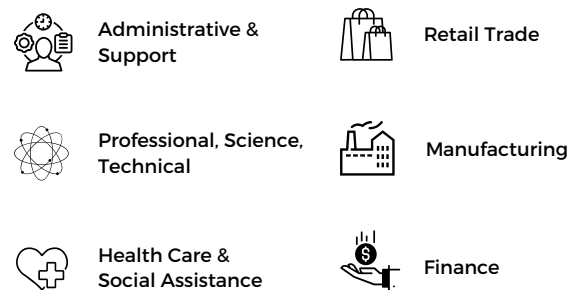 Administrative &
Support
Retail Trade
Professional, Science,
Technical
Manufacturing
Health Care &
Social Assistance
$
Finance